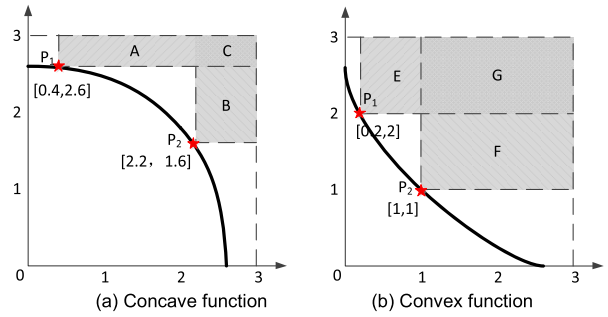 3
A
C
P1
[0.4,2.6]
2
B
P2
[2.2, 1.6]
1
0
1
2
3
(a) Concave function
3
E
G
P1
2
[0.2,2]
F
P2
1
[1,1]
0
1
2
3
(b) Convex function